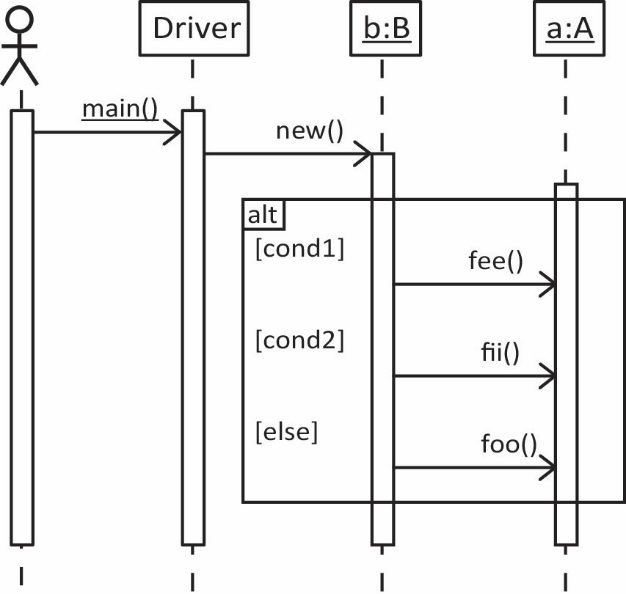 Driver
b:B
a:A
main()
new()
alt
[cond1]
fee()
[cond2]
fii()
[else]
foo()